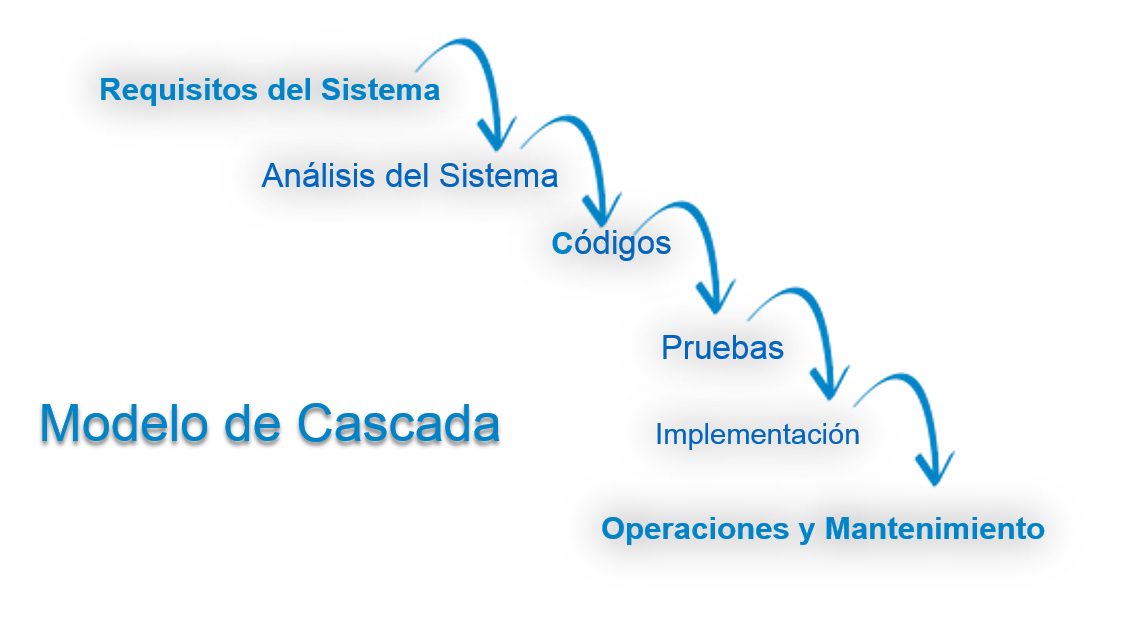 Requisitos del Sistema
Análisis del Sistema
Códigos
Pruebas
Modelo de Cascada
Implementación
Operaciones y Mantenimiento